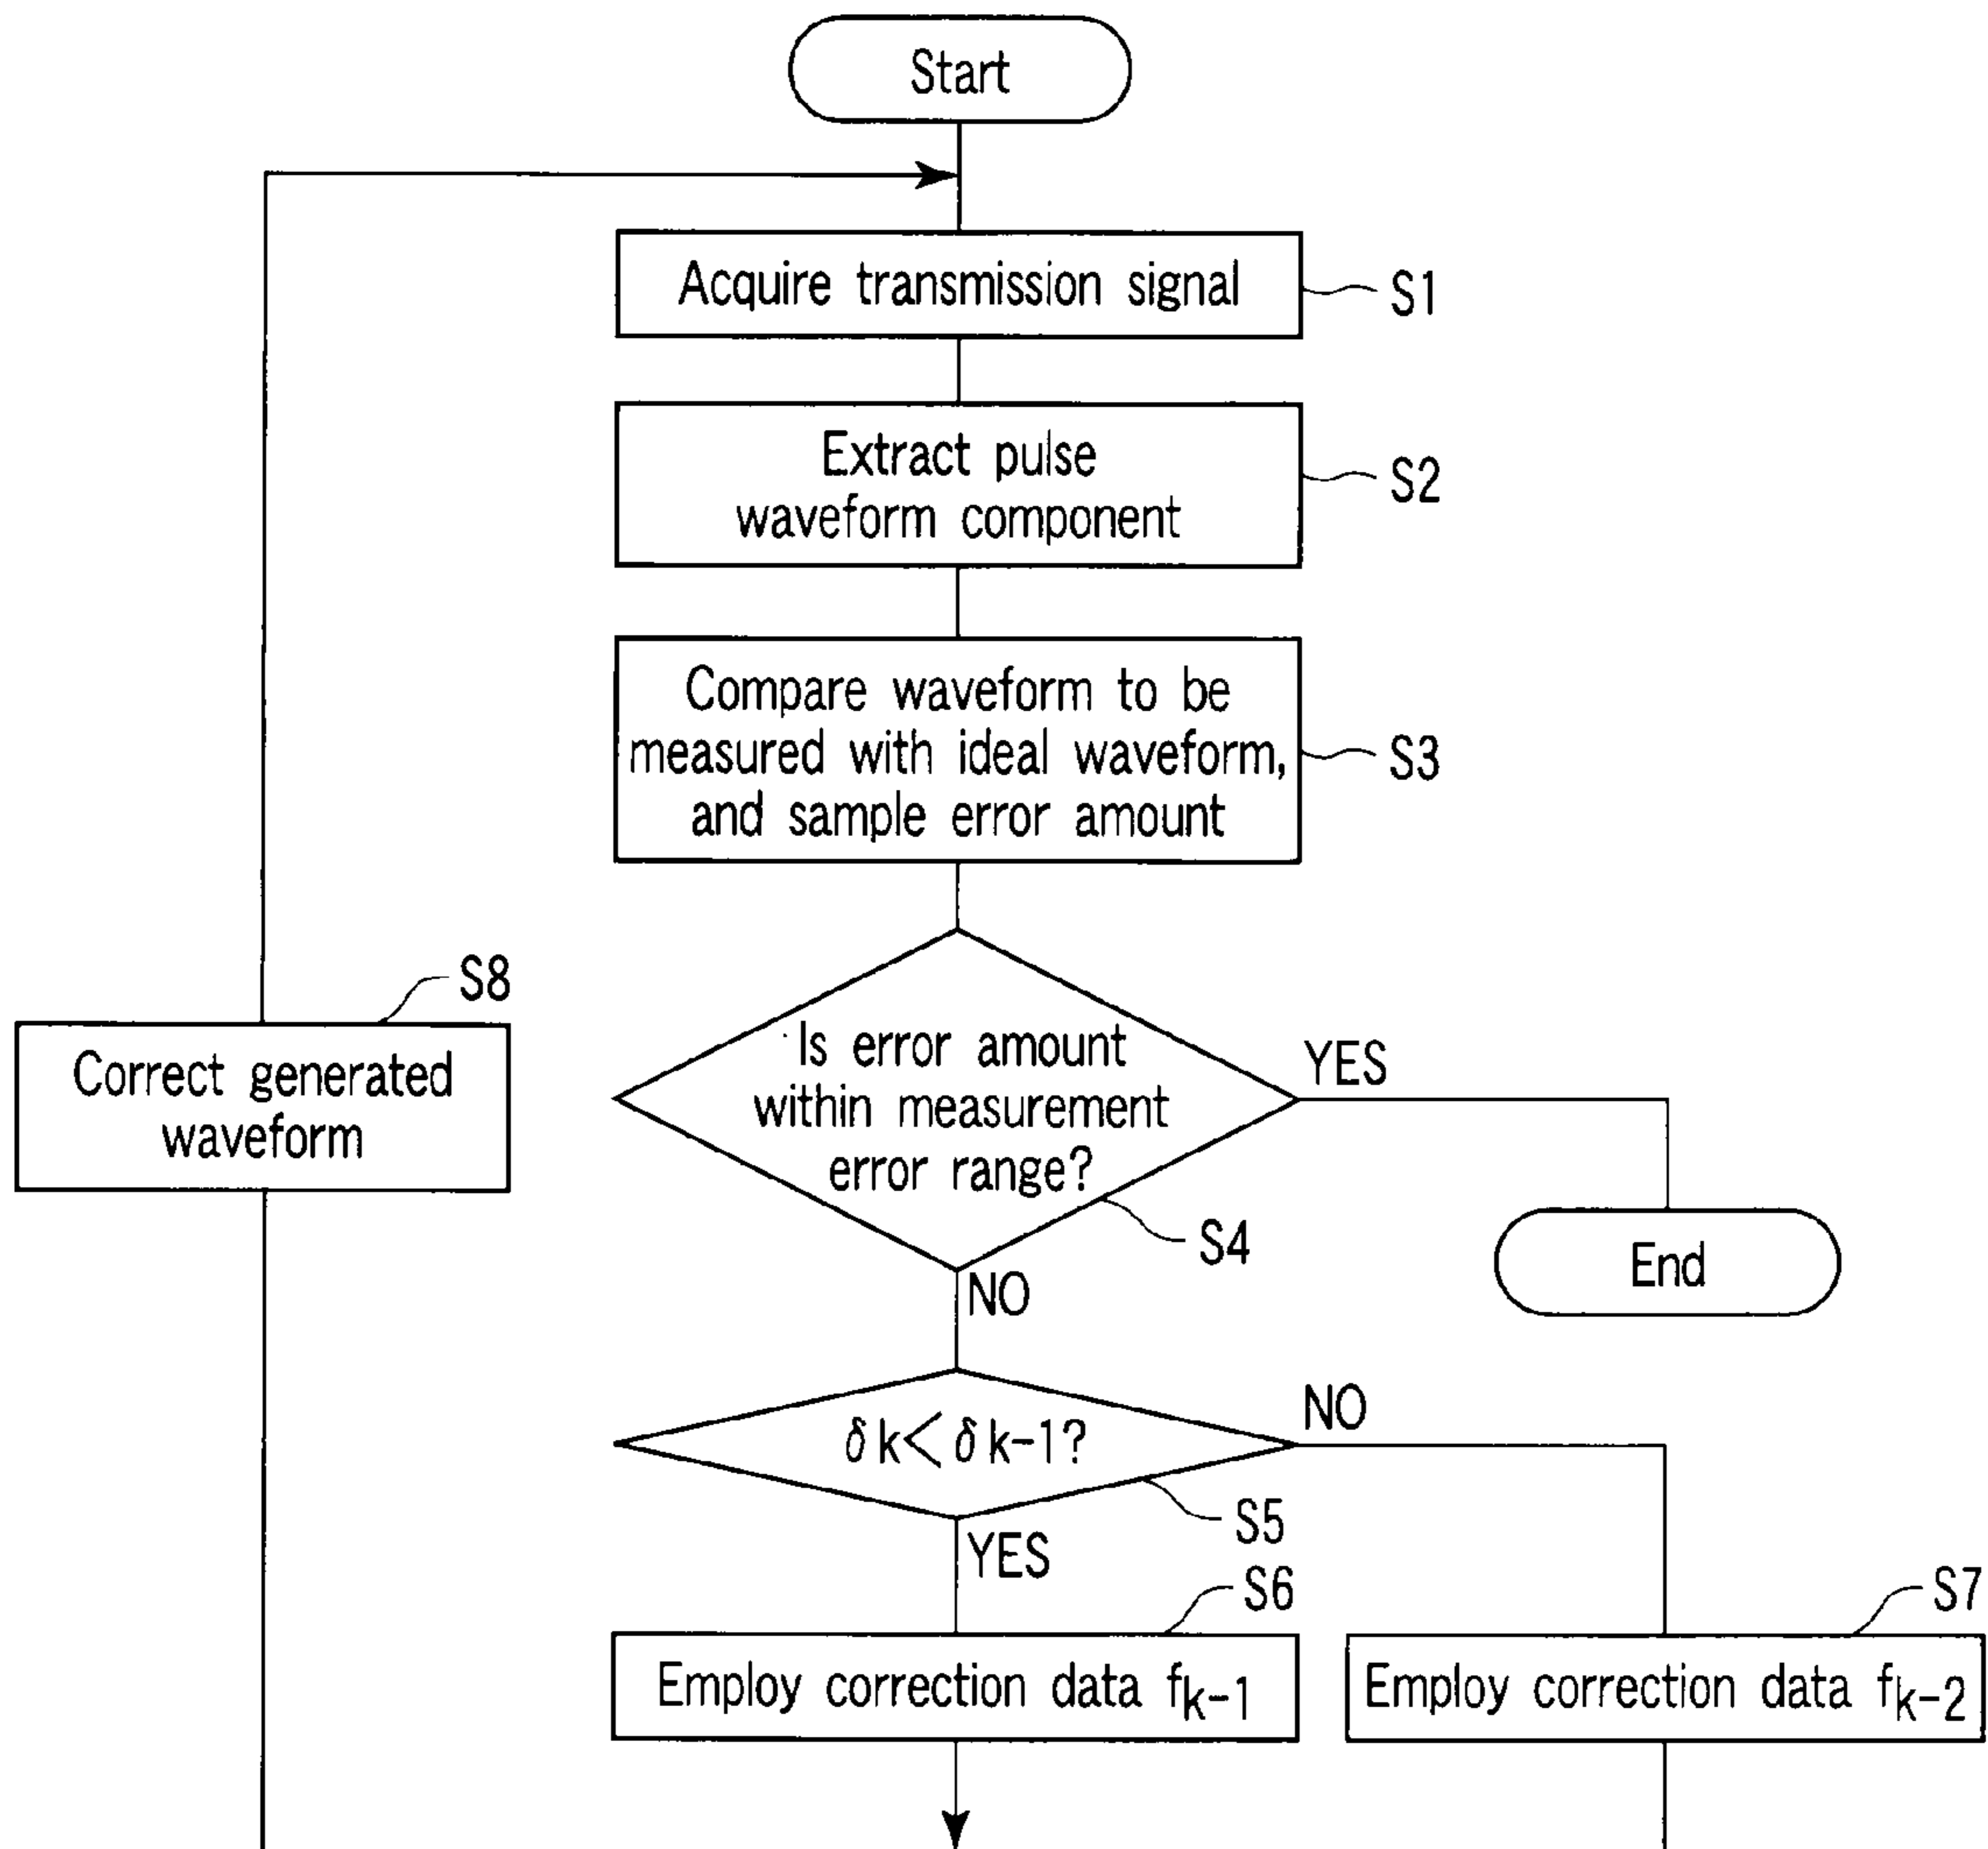 Start
Acquire transmission signal
S1
Extract pulse
waveform component
S2
Compare waveform to be
measured with ideal waveform,
and sample error amount
S3
S8
Correct generated
waveform
Is error amount
within measurement
error range?
YES
S4
End
NO
δk<δk-1?
NO
S5
YES
S6
Employ correction data fk-1
S7
Employ correction data fk-2